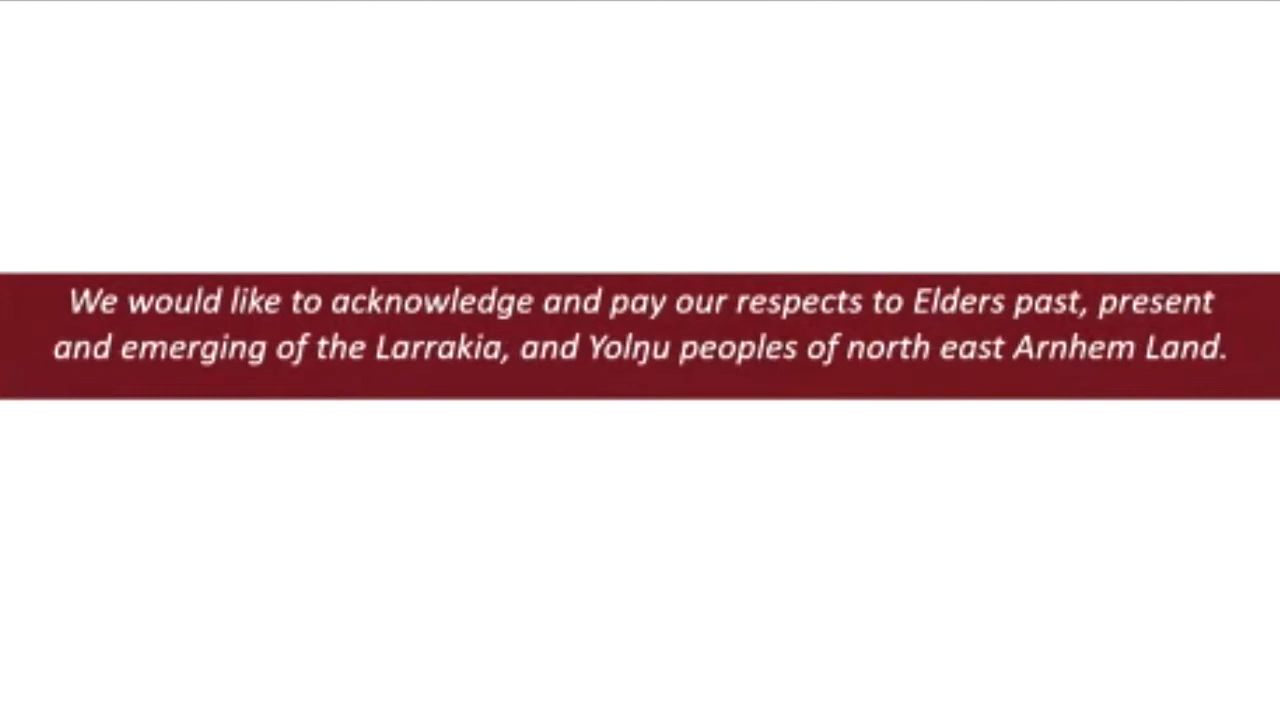 We would like to acknowledge and pay our respects to Elders past, present
and emerging of the Larrakia, and Yolŋu peoples of north east Arnhem Land.